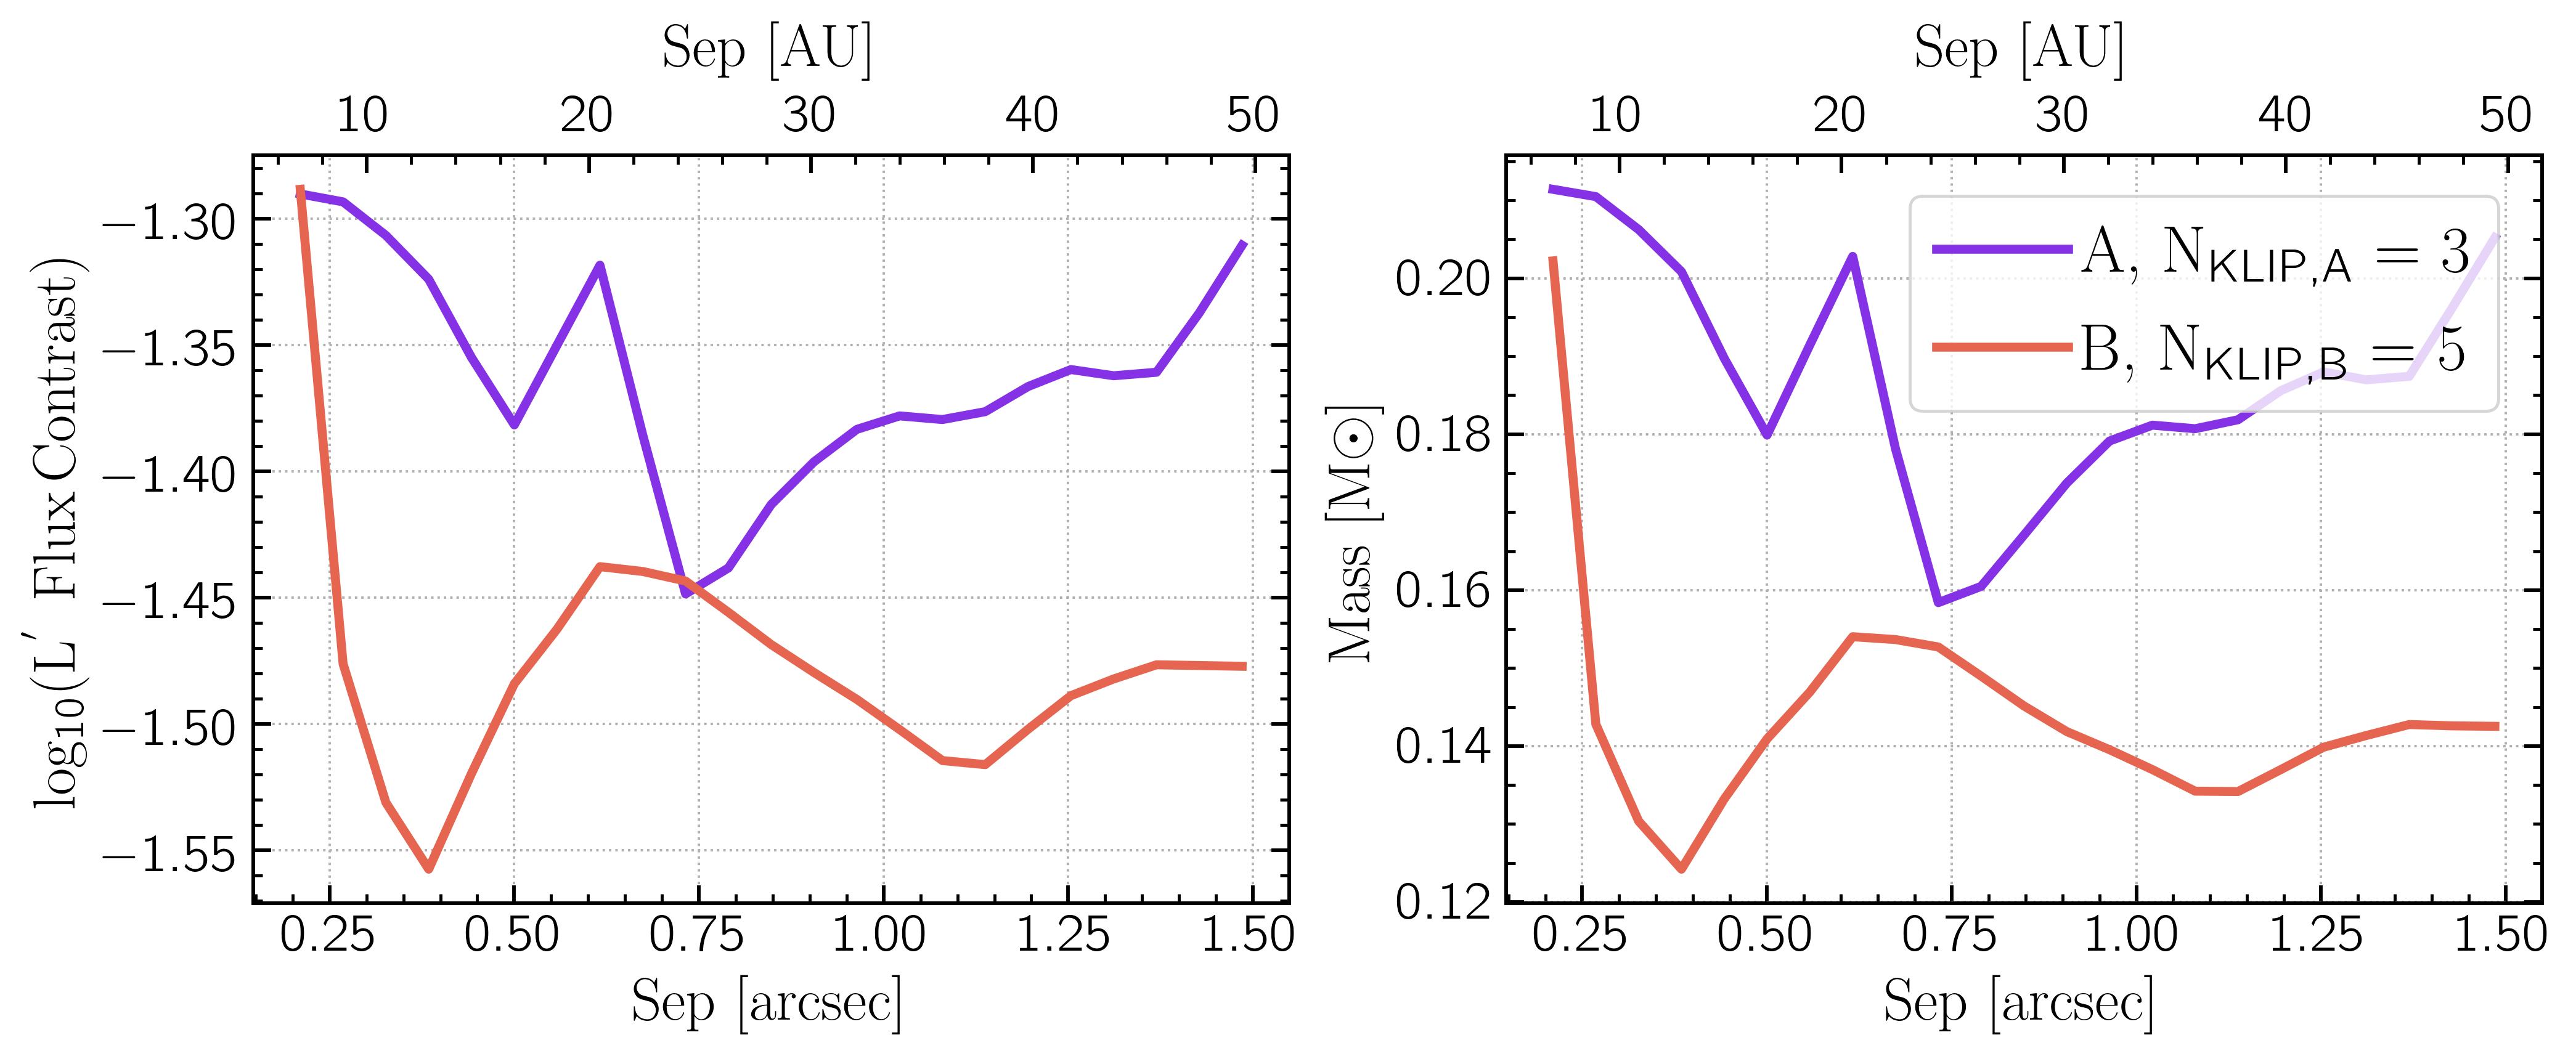 Sep [AU]
10 20 30 40 50
log₁₀(L′ Flux Contrast)
−1.30
−1.35
−1.40
−1.45
−1.50
−1.55
0.25 0.50 0.75 1.00 1.25 1.50
Sep [arcsec]
Sep [AU]
10 20 30 40 50
Mass [M⊙]
0.20
0.18
0.16
0.14
0.12
A, N_KLIP,A = 3
B, N_KLIP,B = 5
0.25 0.50 0.75 1.00 1.25 1.50
Sep [arcsec]